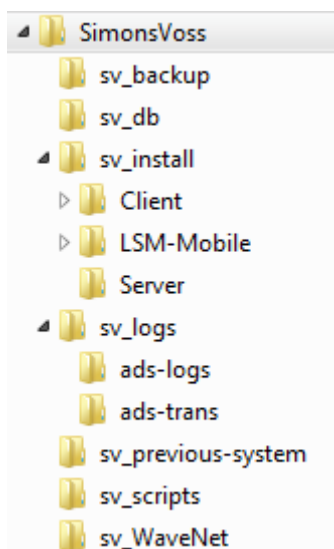 SimonsVoss
sv_backup
sv_db
sv_install
Client
LSM-Mobile
Server
sv_logs
ads-logs
ads-trans
sv_previous-system
sv_scripts
sv_WaveNet